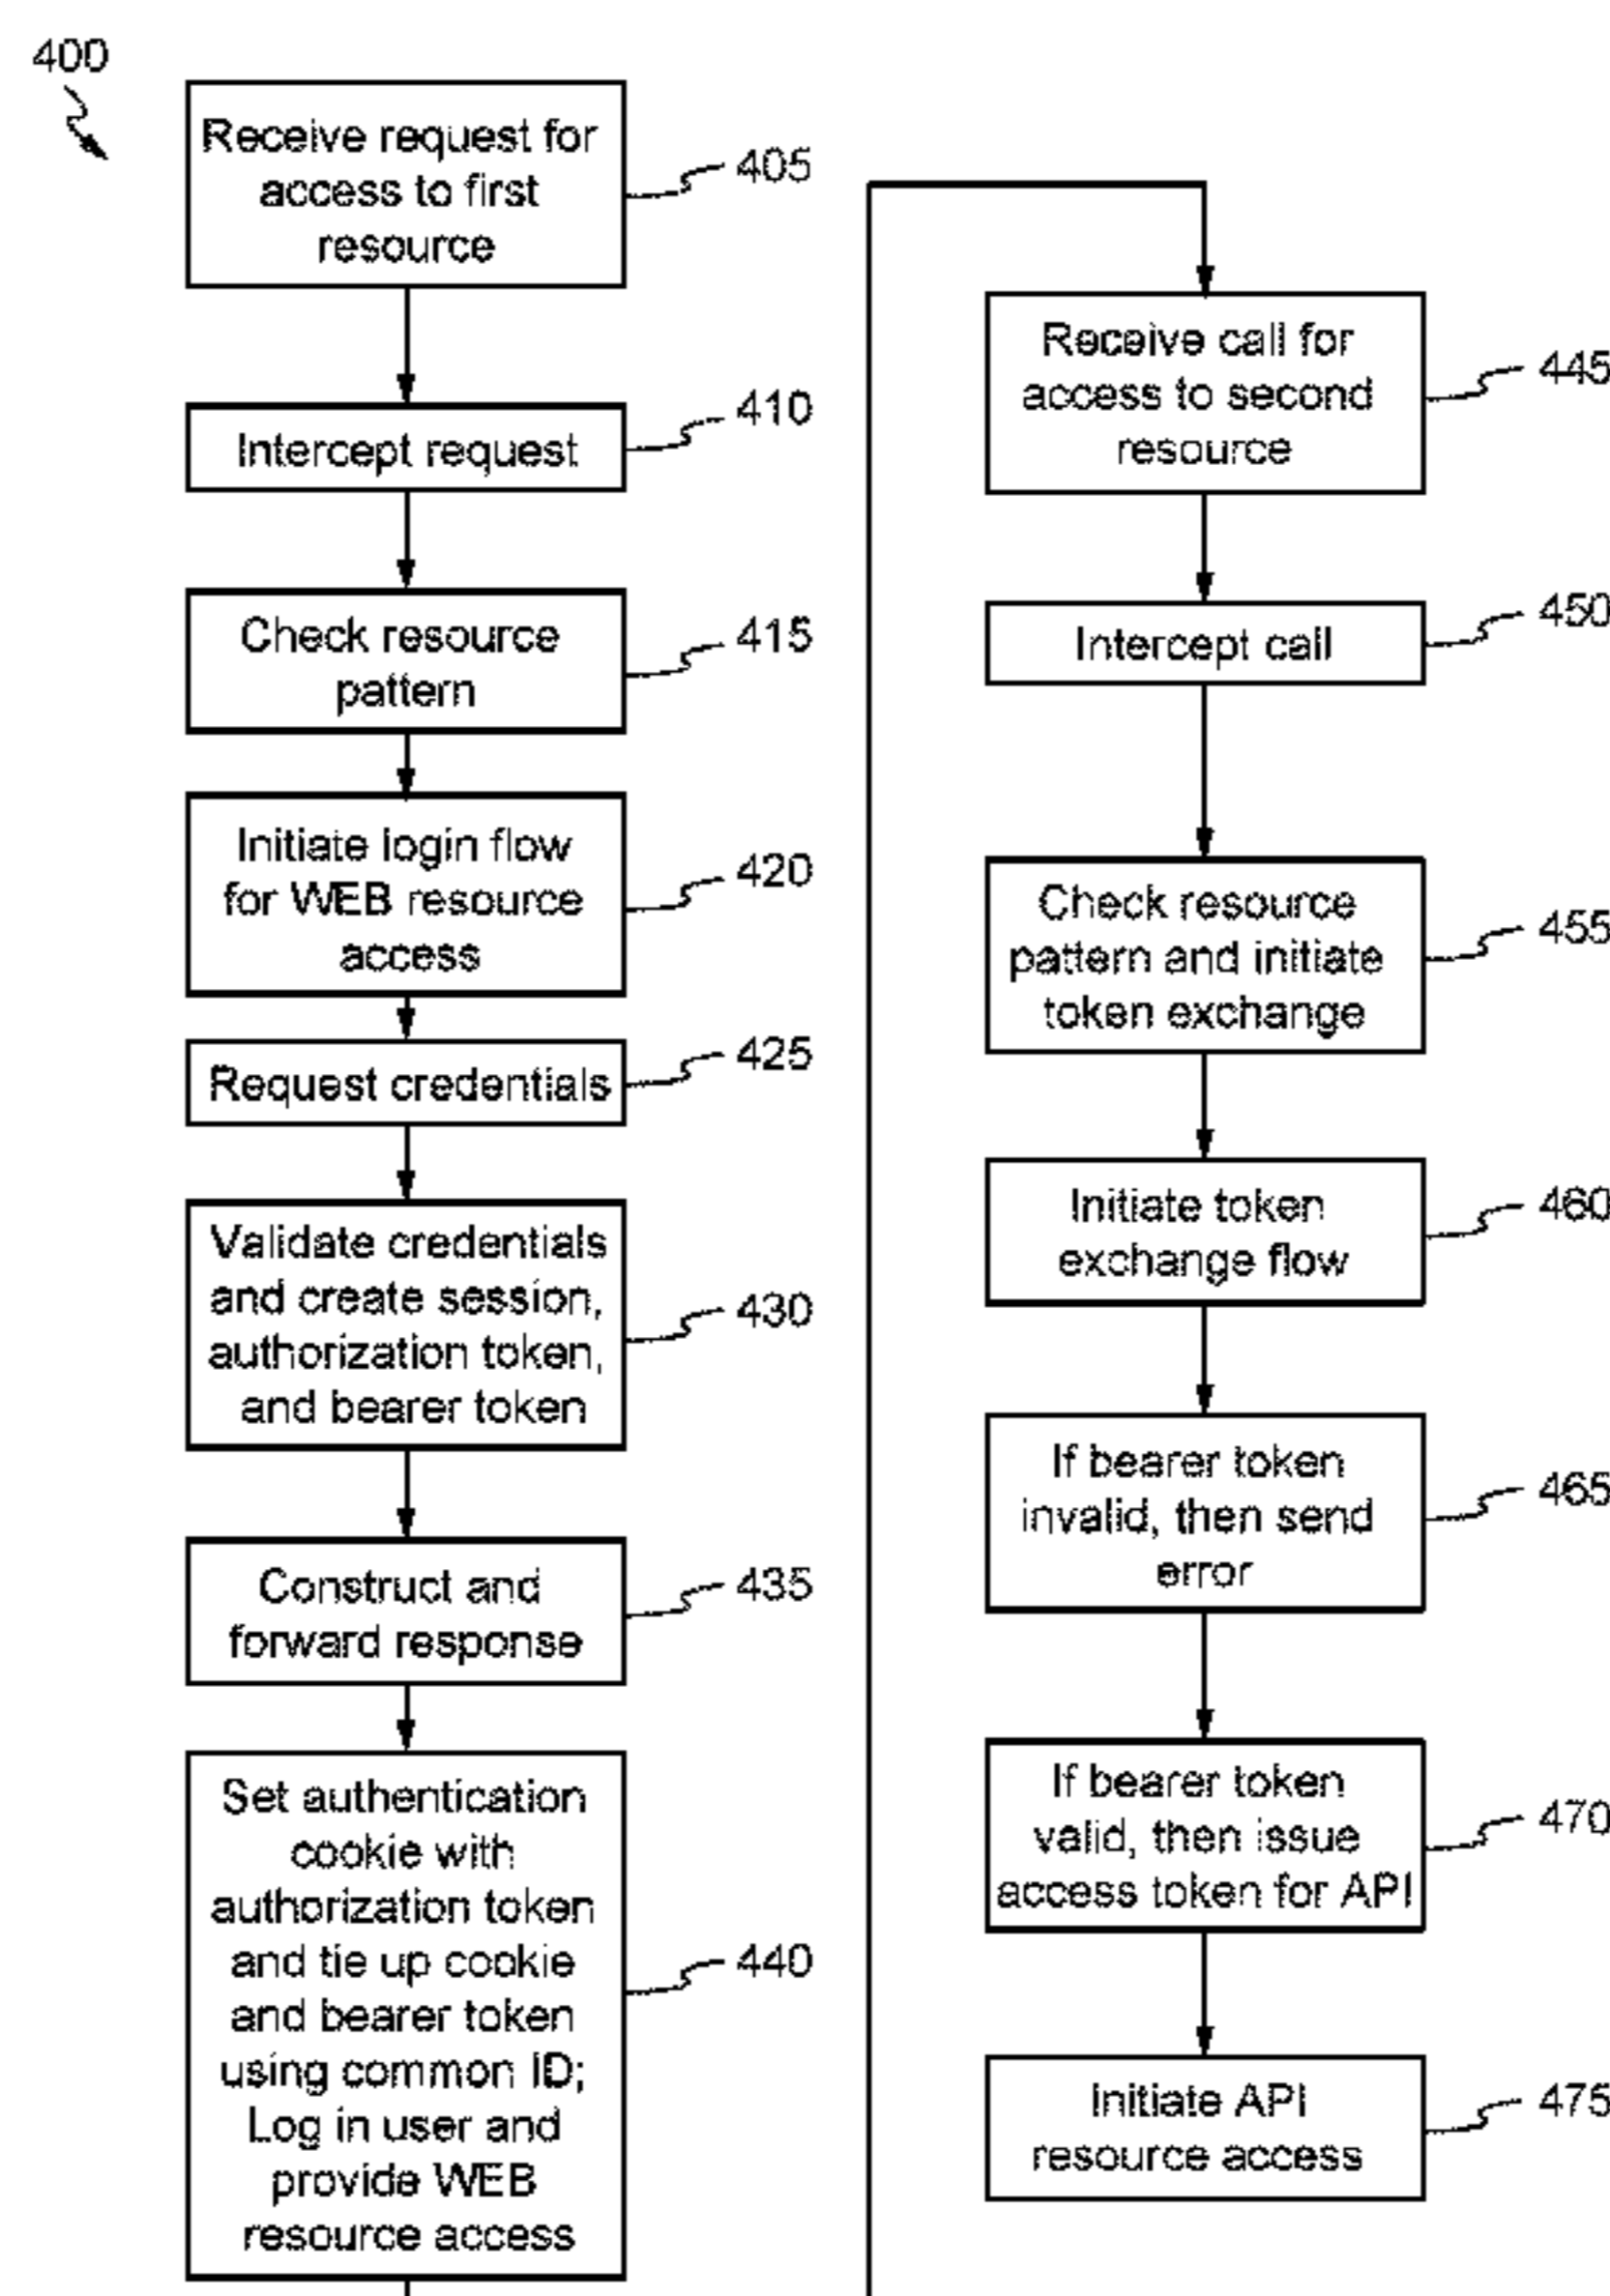 400
Receive request for
access to first
resource
405
Intercept request
410
Check resource
pattern
415
Initiate login flow
for WEB resource
access
420
Request credentials
425
Validate credentials
and create session,
authorization token,
and bearer token
430
Construct and
forward response
435
Set authentication
cookie with
authorization token
and tie up cookie
and bearer token
using common ID;
Log in user and
provide WEB
resource access
440
Receive call for
access to second
resource
445
Intercept call
450
Check resource
pattern and initiate
token exchange
455
Initiate token
exchange flow
460
If bearer token
invalid, then send
error
465
If bearer token
valid, then issue
access token for API
470
Initiate API
resource access
475